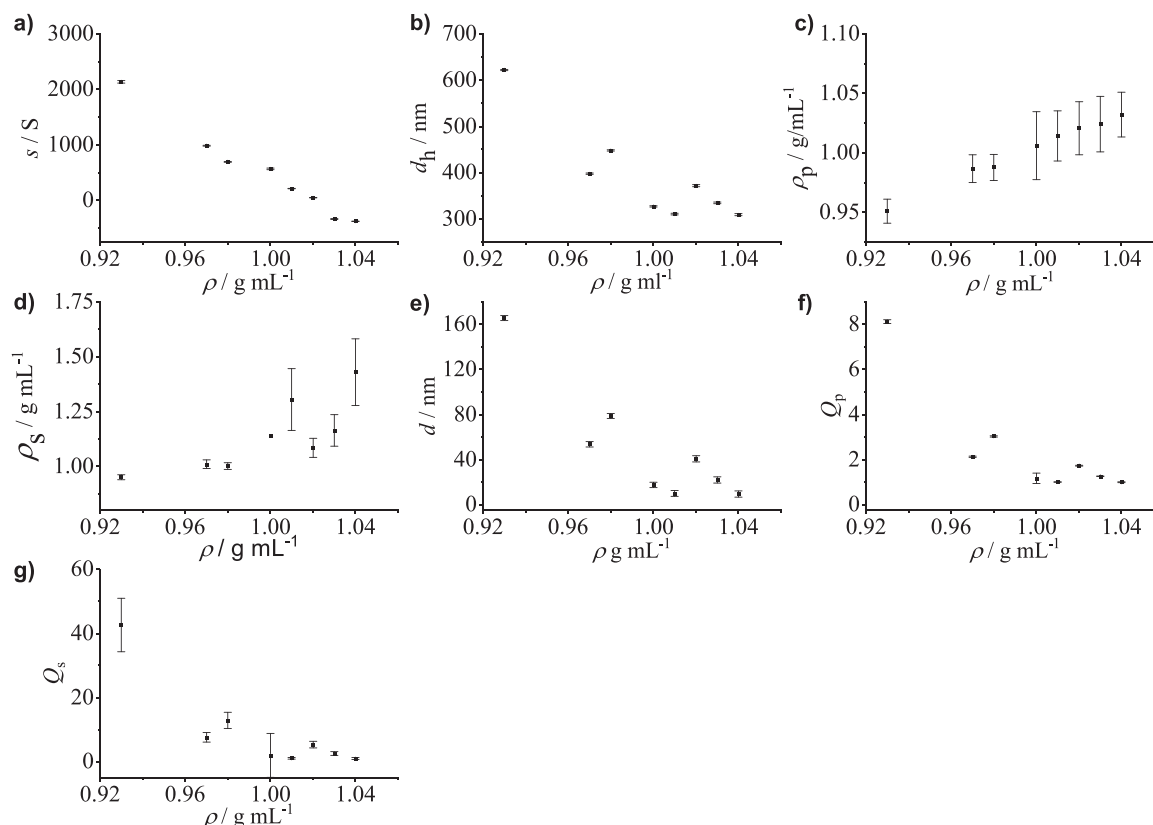 a)
3000
2000
1000
0
s / S
0.92 0.96 1.00 1.04
ρ / g mL⁻¹
b)
700
600
500
400
300
d_h / nm
0.92 0.96 1.00 1.04
ρ / g ml⁻¹
c)
1.10
1.05
1.00
0.95
ρ_p / g/mL⁻¹
0.92 0.96 1.00 1.04
ρ / g mL⁻¹
d)
1.75
1.50
1.25
1.00
ρ_S / g mL⁻¹
0.92 0.96 1.00 1.04
ρ / g mL⁻¹
e)
160
120
80
40
0
d / nm
0.92 0.96 1.00 1.04
ρ g mL⁻¹
f)
8
6
4
2
0
Q_p
0.92 0.96 1.00 1.04
ρ / g mL⁻¹
g)
60
40
20
0
Q_s
0.92 0.96 1.00 1.04
ρ / g mL⁻¹